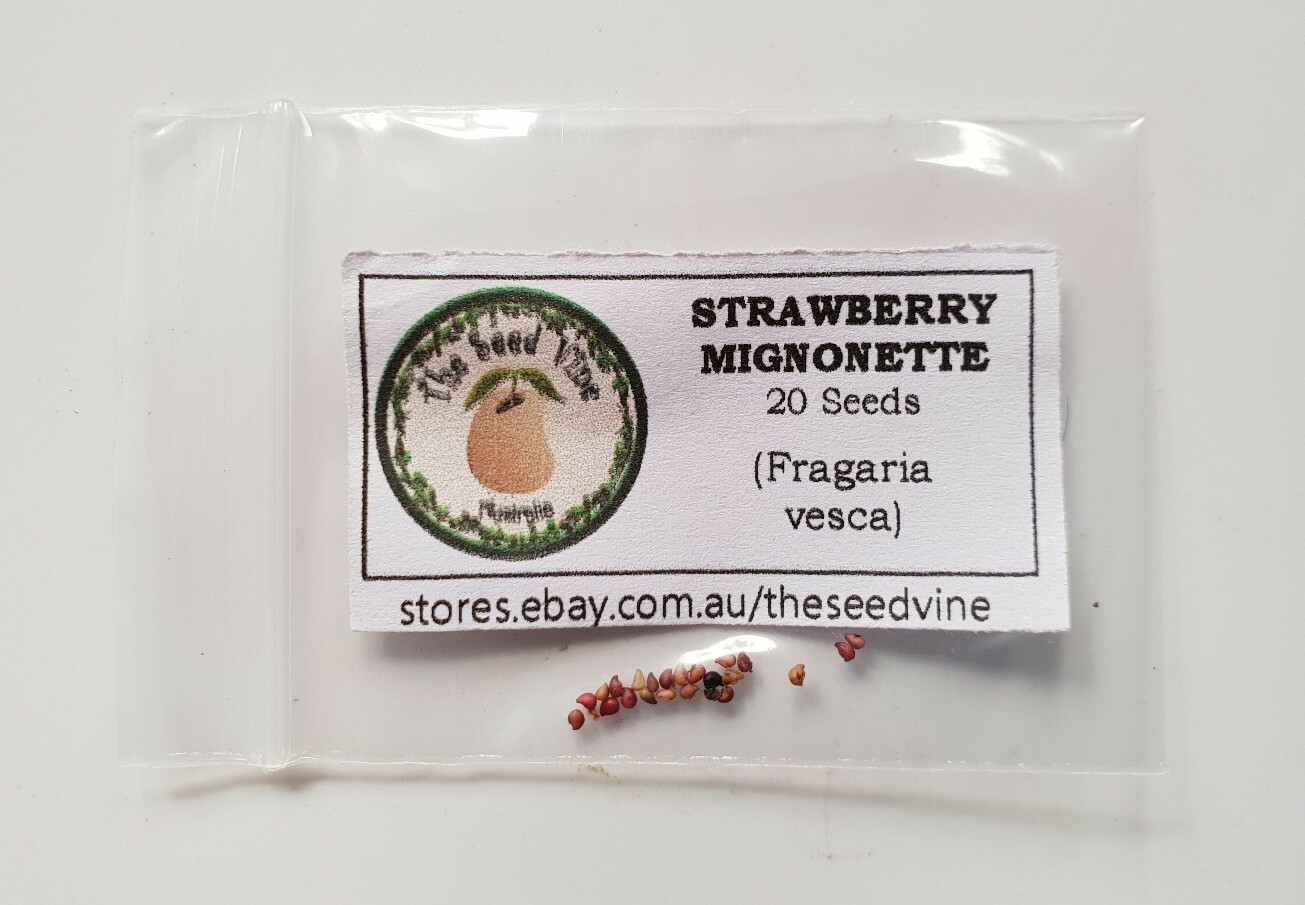 The Seed Vine
Australia
STRAWBERRY
MIGNONETTE
20 Seeds
(Fragaria
vesca)
stores.ebay.com.au/theseedvine